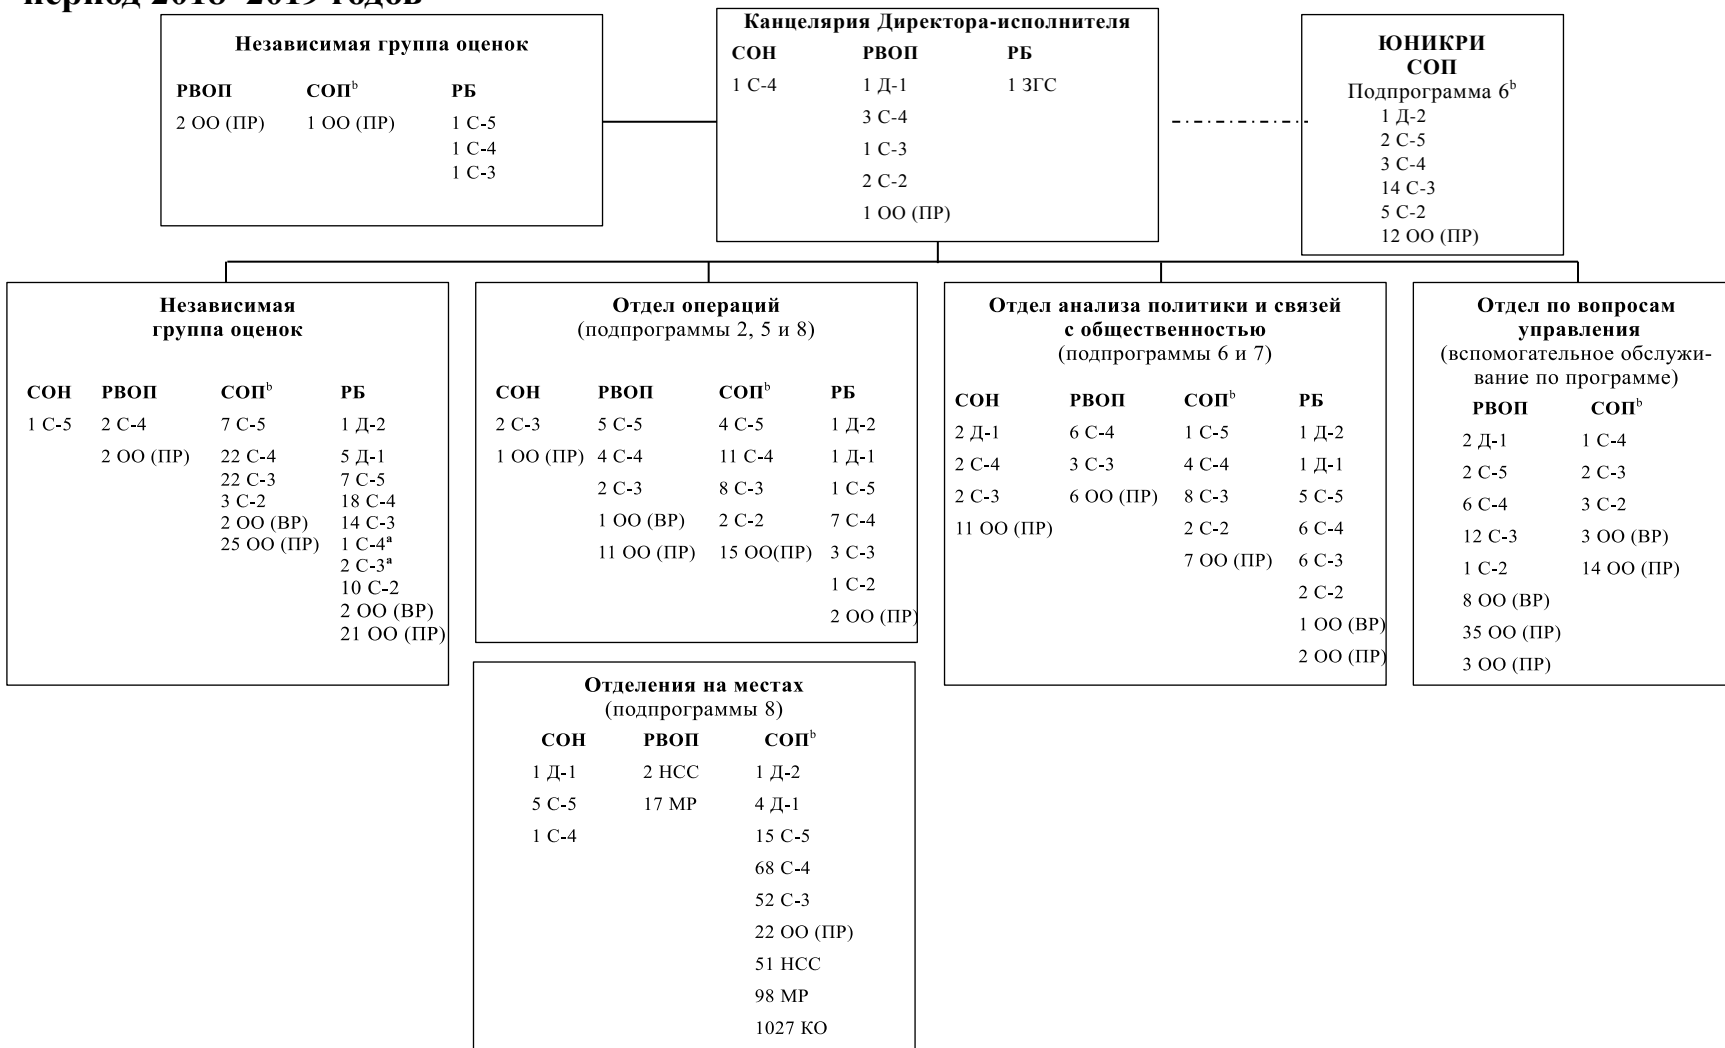 период 2018–2019 годов
Независимая группа оценок
РВОП СОПᵇ РБ
2 ОО (ПР) 1 ОО (ПР) 1 С-5
1 С-4
1 С-3
Канцелярия Директора-исполнителя
СОН РВОП РБ
1 С-4 1 Д-1 1 ЗГС
3 С-4
1 С-3
2 С-2
1 ОО (ПР)
ЮНИКРИ
СОП
Подпрограмма 6ᵇ
1 Д-2
2 С-5
3 С-4
14 С-3
5 С-2
12 ОО (ПР)
Независимая
группа оценок
СОН РВОП СОПᵇ РБ
1 С-5 2 С-4 7 С-5 1 Д-2
2 ОО (ПР) 22 С-4 5 Д-1
22 С-3 7 С-5
3 С-2 18 С-4
2 ОО (ВР) 14 С-3
25 ОО (ПР) 1 С-4ᵃ
2 С-3ᵃ
10 С-2
2 ОО (ВР)
21 ОО (ПР)
Отдел операций
(подпрограммы 2, 5 и 8)
СОН РВОП СОПᵇ РБ
2 С-3 5 С-5 4 С-5 1 Д-2
1 ОО (ПР) 4 С-4 11 С-4 1 Д-1
2 С-3 8 С-3 1 С-5
1 ОО (ВР) 2 С-2 7 С-4
11 ОО (ПР) 15 ОО(ПР) 3 С-3
1 С-2
2 ОО (ПР)
Отдел анализа политики и связей
с общественностью
(подпрограммы 6 и 7)
СОН РВОП СОПᵇ РБ
2 Д-1 6 С-4 1 С-5 1 Д-2
2 С-4 3 С-3 4 С-4 1 Д-1
2 С-3 6 ОО (ПР) 8 С-3 5 С-5
11 ОО (ПР) 2 С-2 6 С-4
7 ОО (ПР) 6 С-3
2 С-2
1 ОО (ВР)
2 ОО (ПР)
Отдел по вопросам
управления
(вспомогательное обслужи-
вание по программе)
РВОП СОПᵇ
2 Д-1 1 С-4
2 С-5 2 С-3
6 С-4 3 С-2
12 С-3 3 ОО (ВР)
1 С-2 14 ОО (ПР)
8 ОО (ВР)
35 ОО (ПР)
3 ОО (ПР)
Отделения на местах
(подпрограммы 8)
СОН РВОП СОПᵇ
1 Д-1 2 НСС 1 Д-2
5 С-5 17 МР 4 Д-1
1 С-4 15 С-5
68 С-4
52 С-3
22 ОО (ПР)
51 НСС
98 МР
1027 КО